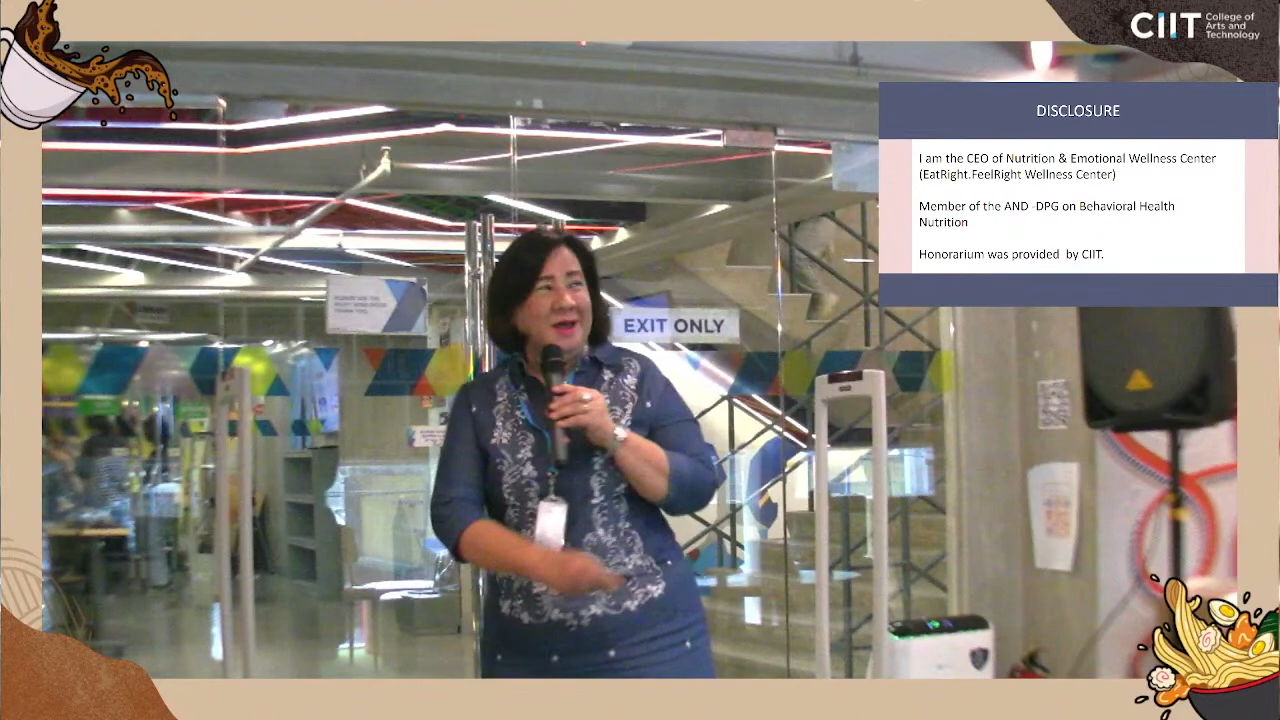 CIIT College of
Arts and
Technology
DISCLOSURE
I am the CEO of Nutrition & Emotional Wellness Center
(EatRight.FeelRight Wellness Center)
Member of the AND -DPG on Behavioral Health
Nutrition
Honorarium was provided  by CIIT.
EXIT ONLY